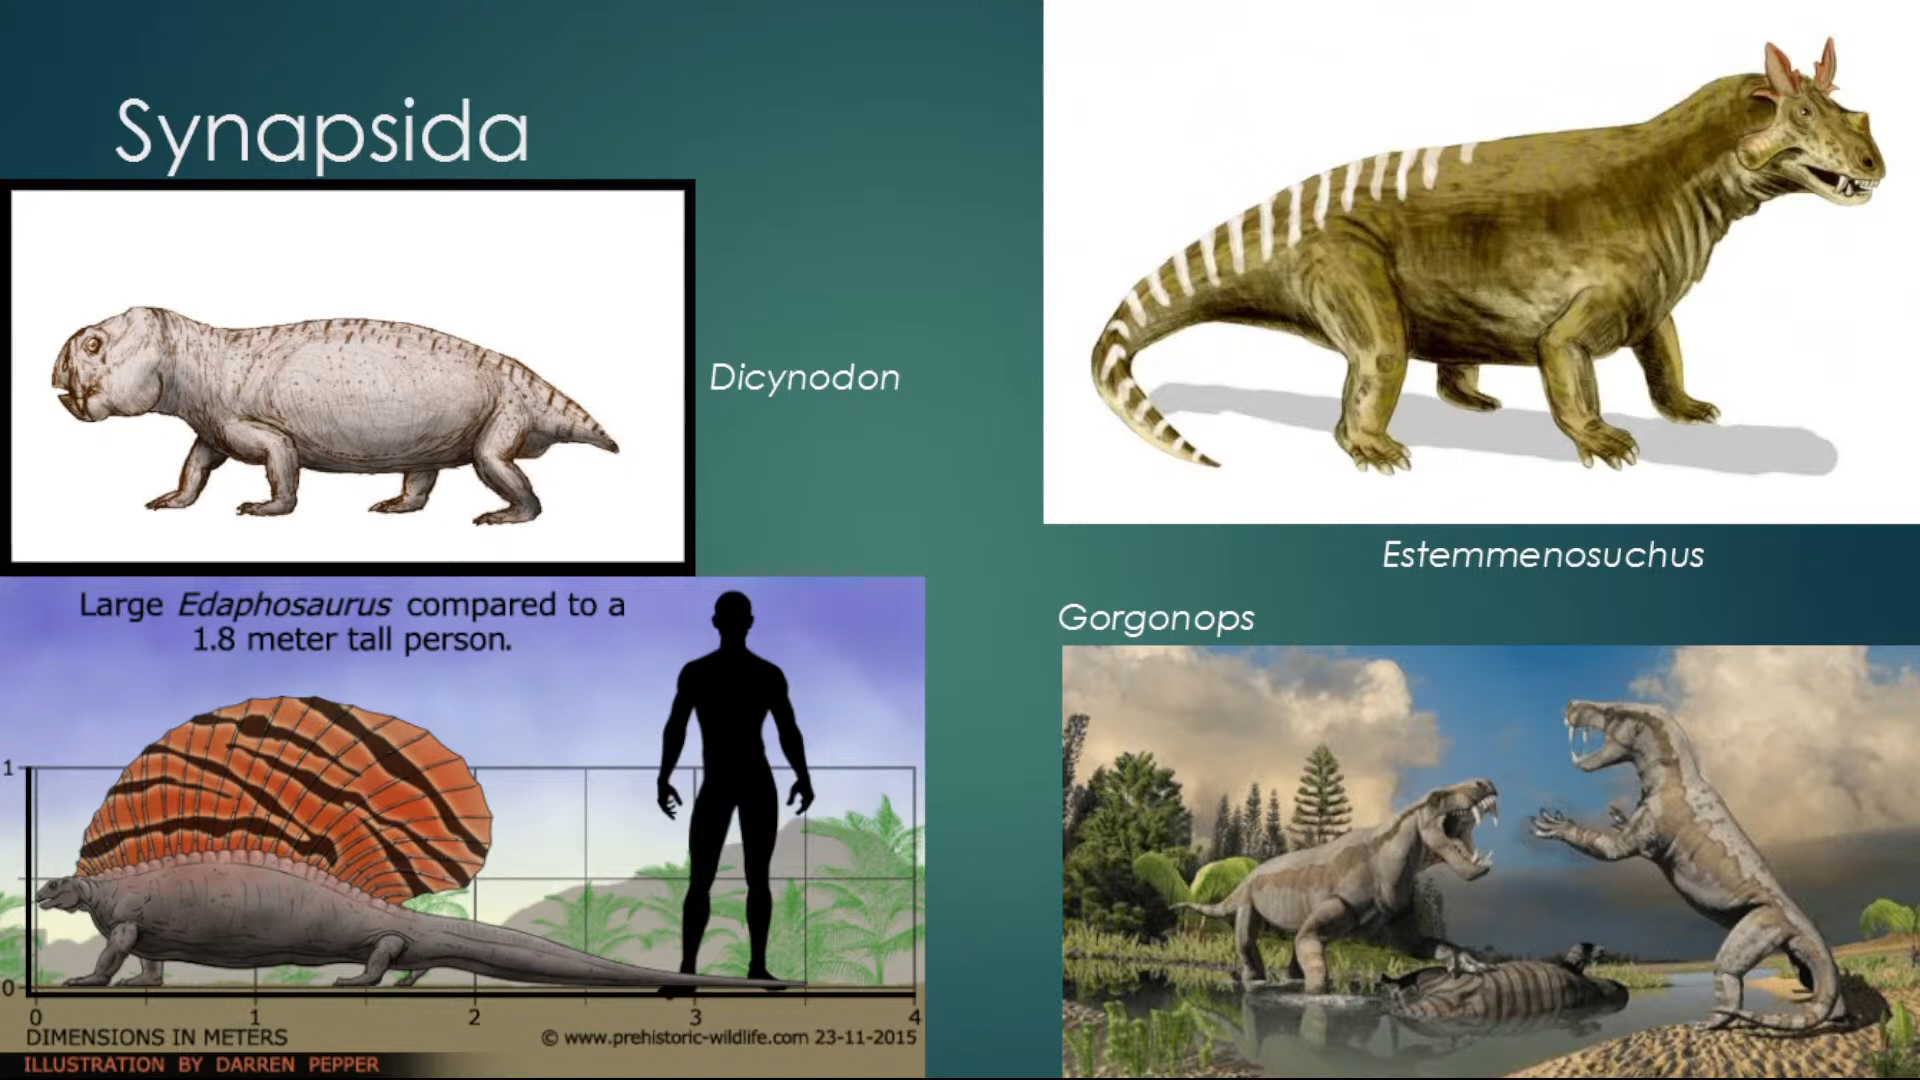 Synapsida
Dicynodon
Estemmenosuchus
Gorgonops
Large Edaphosaurus compared to a
1.8 meter tall person.
1
0
0 1 2 3 4
DIMENSIONS IN METERS
© www.prehistoric-wildlife.com 23-11-2015
ILLUSTRATION BY DARREN PEPPER